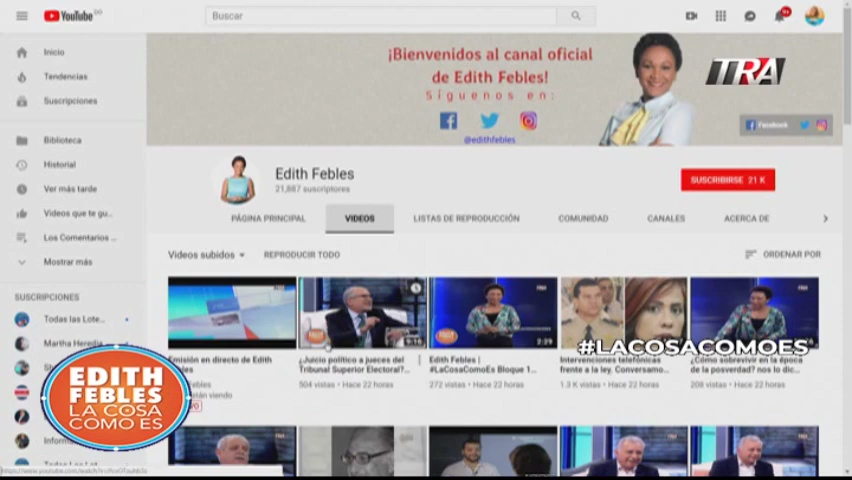 YouTube DO
Buscar
9+
Inicio
Tendencias
Suscripciones
Biblioteca
Historial
Ver más tarde
Videos que te gu...
Los Comentarios ...
Mostrar más
SUSCRIPCIONES
Todas las Lote...
Martha Heredia
¡Bienvenidos al canal oficial
de Edith Febles!
Síguenos en:
@edithfebles
TRA
Facebook
Edith Febles
21,887 suscriptores
SUSCRIBIRSE 21 K
PÁGINA PRINCIPAL VIDEOS LISTAS DE REPRODUCCIÓN COMUNIDAD CANALES ACERCA DE
Videos subidos REPRODUCIR TODO ORDENAR POR
9:16
2:29
#LACOSACOMOES
Emisión en directo de Edith
¿Juicio político a jueces del
Tribunal Superior Electoral?...
504 vistas • Hace 22 horas
Edith Febles |
#LaCosaComoEs Bloque 1...
272 vistas • Hace 22 horas
Intervenciones telefónicas
frente a la ley. Conversamo...
1.3 K vistas • Hace 22 horas
¿Cómo sobrevivir en la época
de la posverdad? nos lo dic...
208 vistas • Hace 22 horas
EDITH
FEBLES
LA COSA
COMO ES